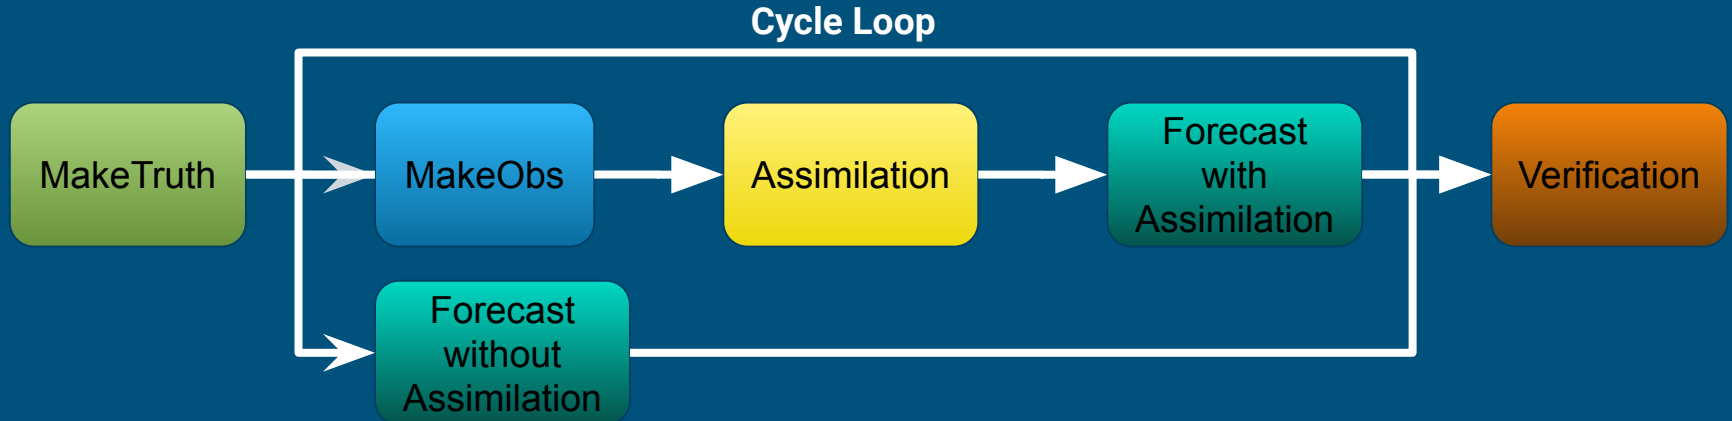 Cycle Loop
MakeTruth
MakeObs
Assimilation
Forecast
with
Assimilation
Verification
Forecast
without
Assimilation